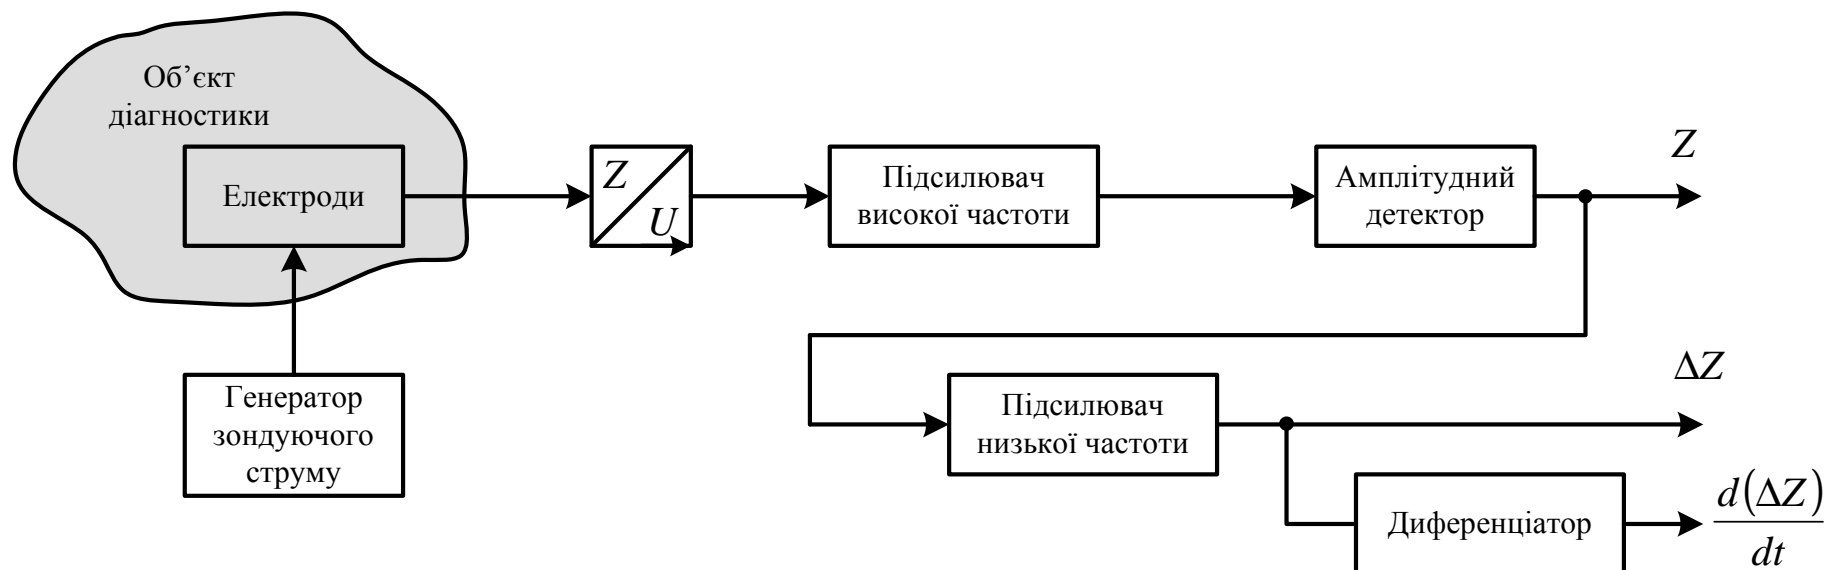 Об’єкт
діагностики
Електроди
Z
U
Підсилювач
високої частоти
Амплітудний
детектор
Z
Генератор
зондуючого
струму
Підсилювач
низької частоти
ΔZ
Диференціатор
d(ΔZ)
dt